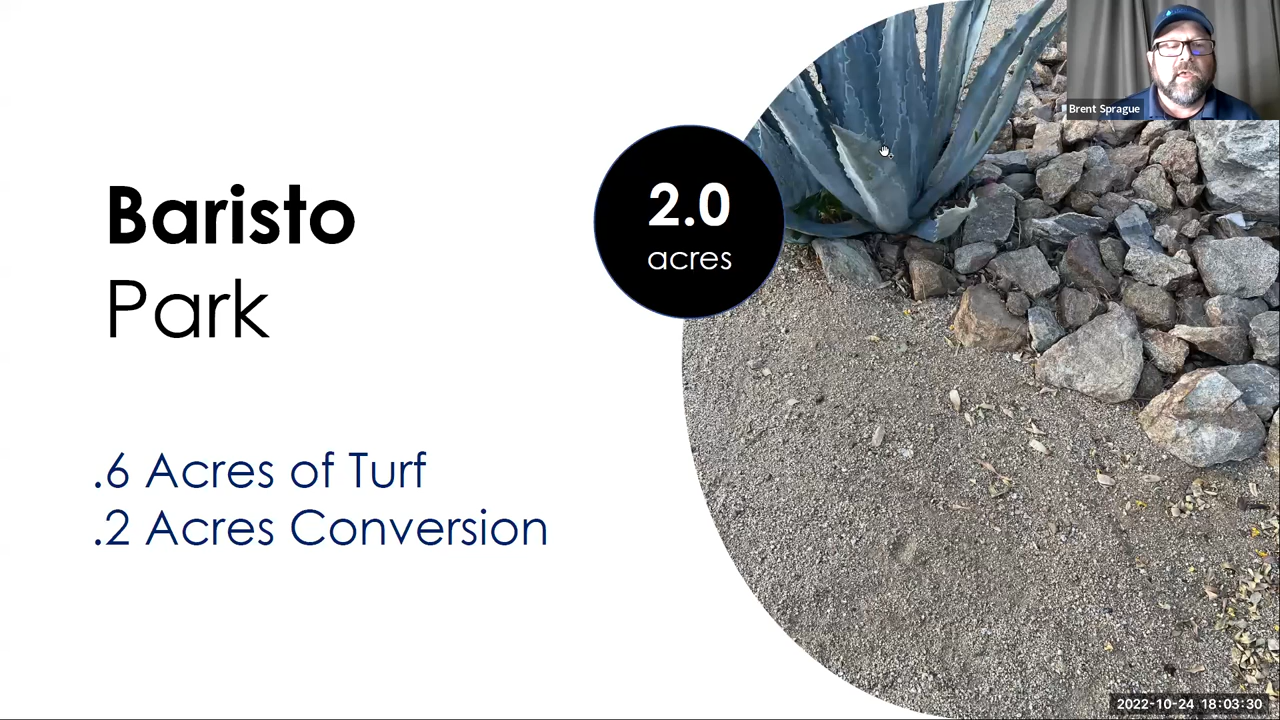 Baristo
Park
2.0
acres
.6 Acres of Turf
.2 Acres Conversion
Brent Sprague
2022-10-24 18:03:30